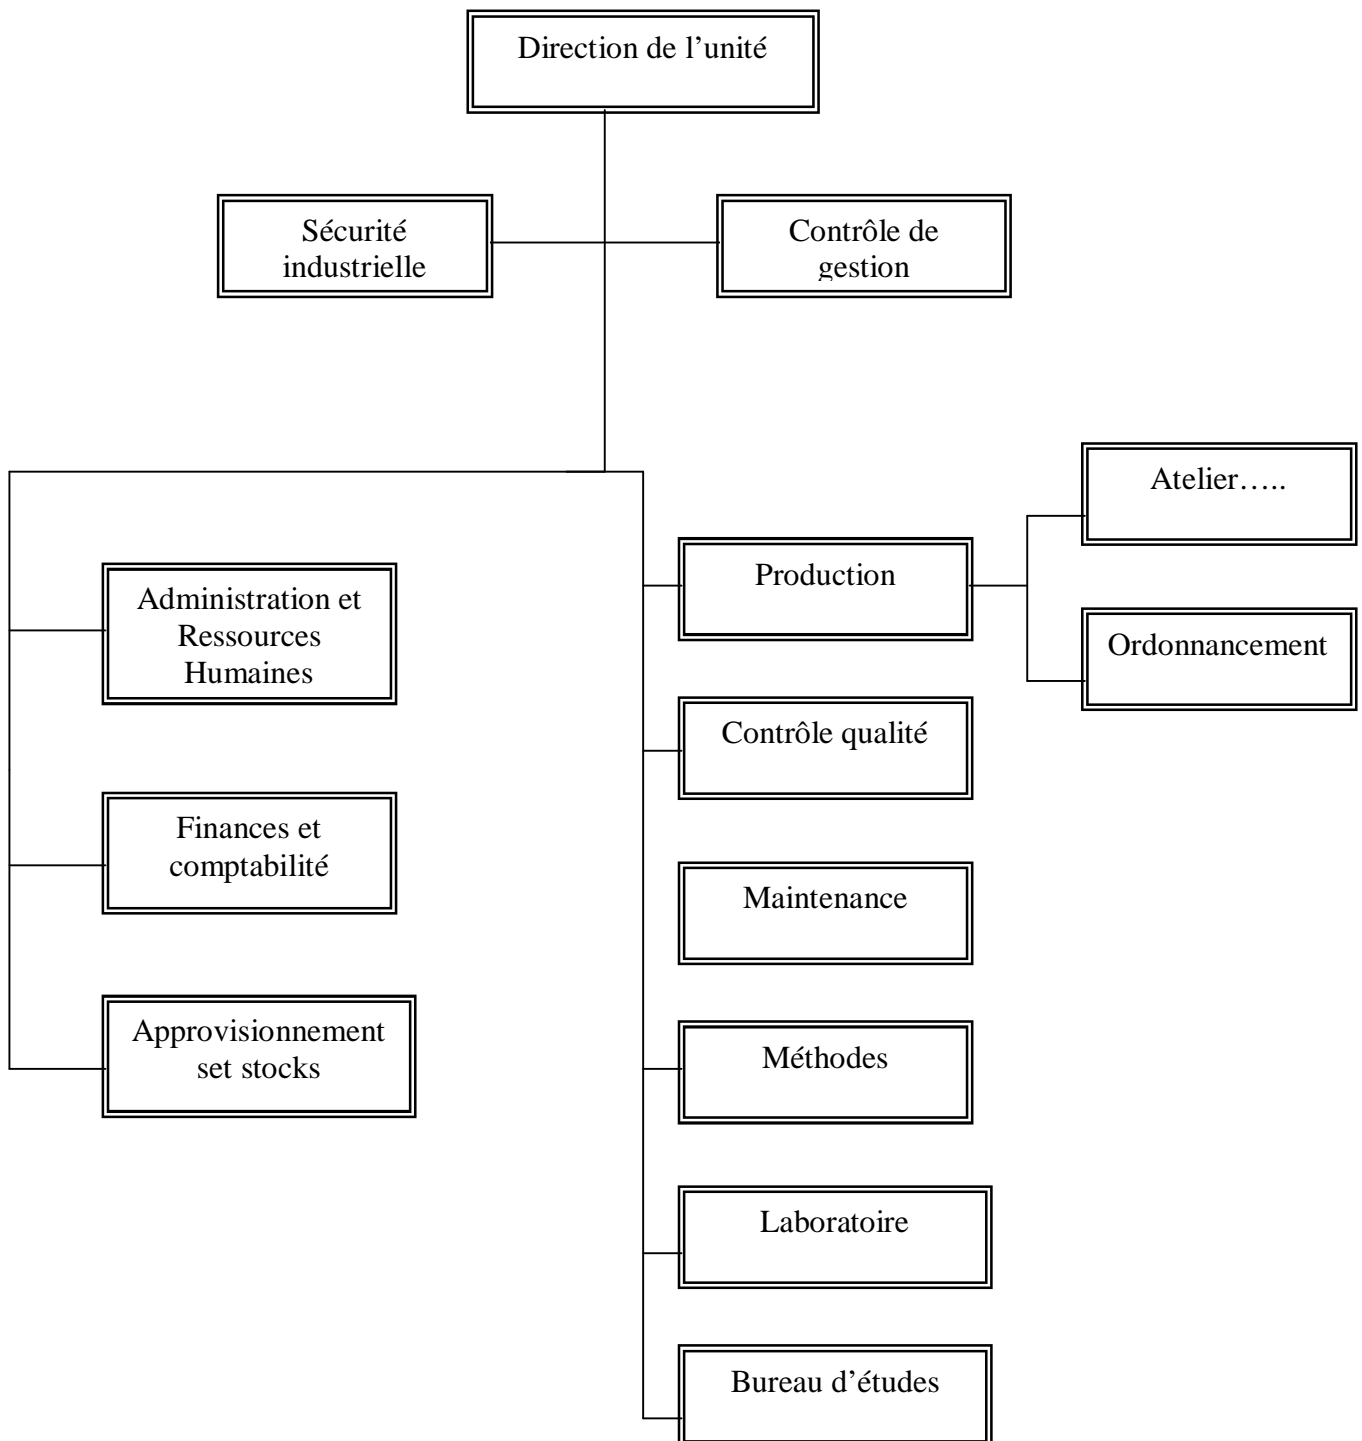 Direction de l’unité
Sécurité
industrielle
Contrôle de
gestion
Atelier…..
Production
Administration et
Ressources
Humaines
Ordonnancement
Contrôle qualité
Finances et
comptabilité
Maintenance
Approvisionnement
set stocks
Méthodes
Laboratoire
Bureau d’études